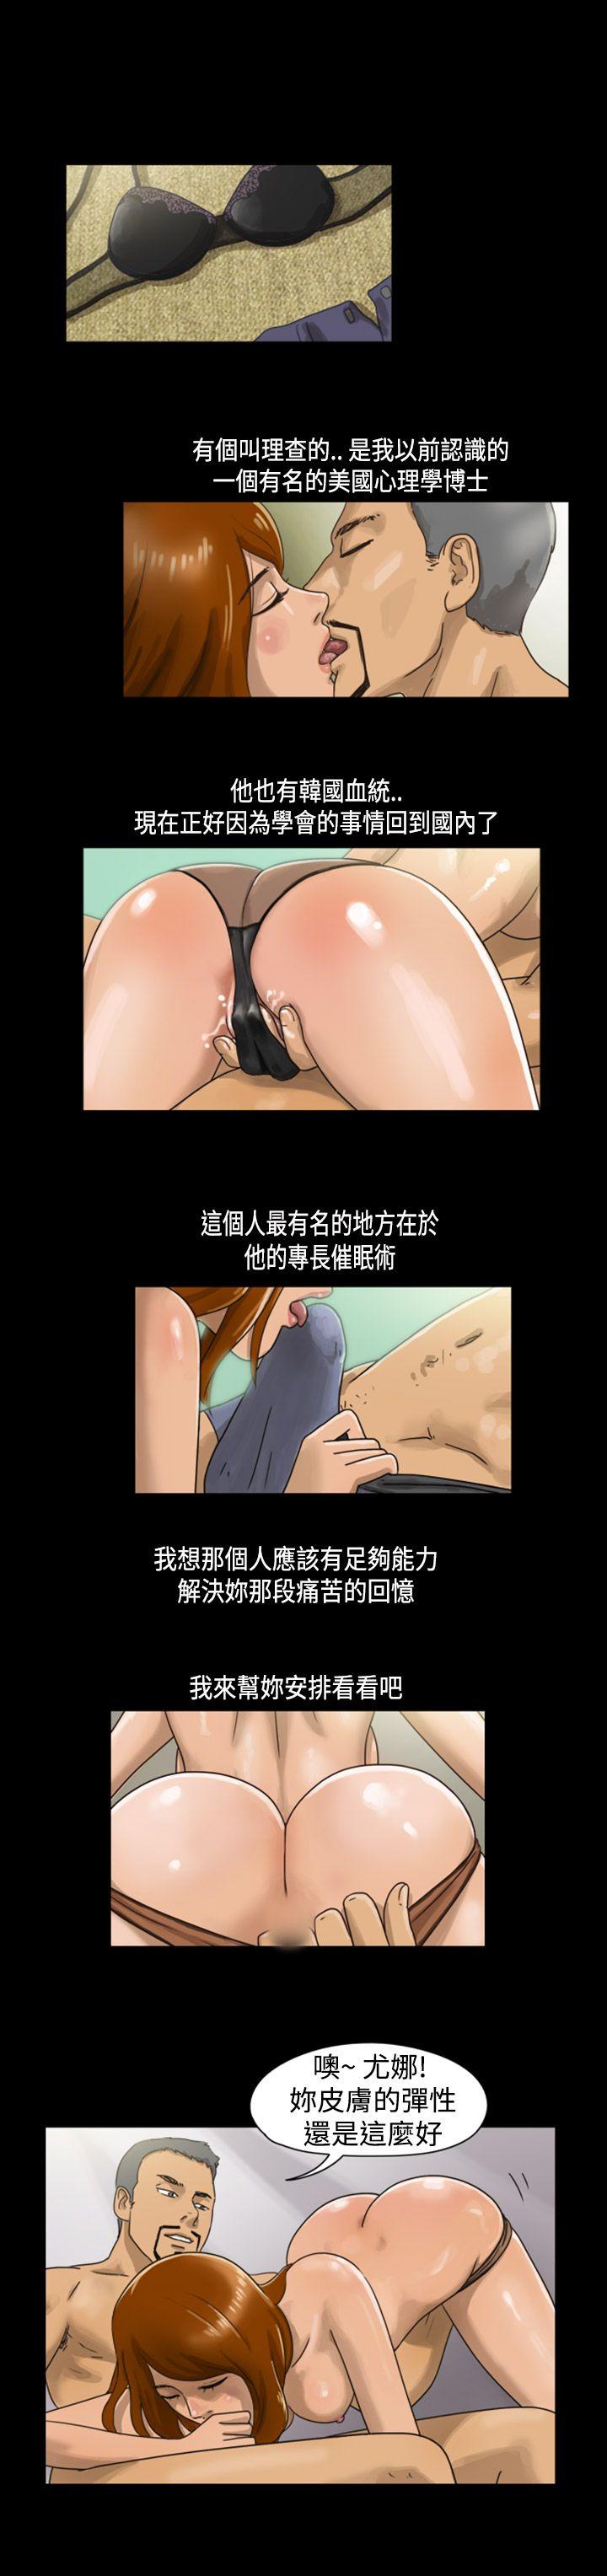 有個叫理查的.. 是我以前認識的
一個有名的美國心理學博士
他也有韓國血統..
現在正好因為學會的事情回到國內了
這個人最有名的地方在於
他的專長催眠術
我想那個人應該有足夠能力
解決妳那段痛苦的回憶
我來幫妳安排看看吧
噢~ 尤娜!
妳皮膚的彈性
還是這麼好